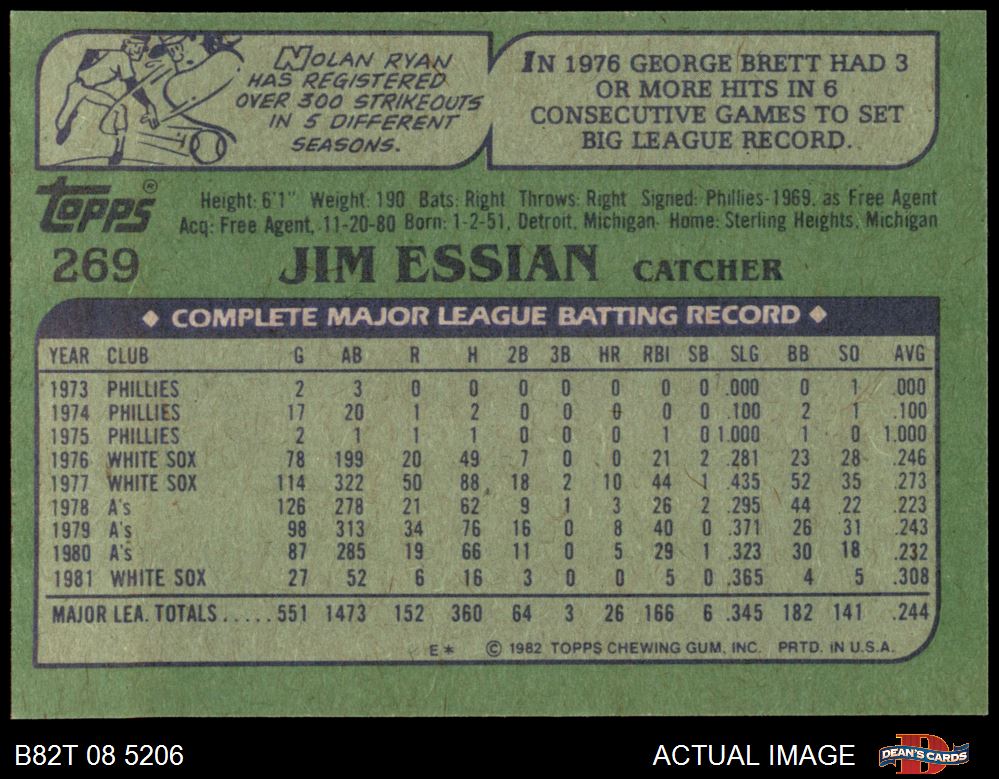 NOLAN RYAN
HAS REGISTERED
OVER 300 STRIKEOUTS
IN 5 DIFFERENT
SEASONS.
IN 1976 GEORGE BRETT HAD 3
OR MORE HITS IN 6
CONSECUTIVE GAMES TO SET
BIG LEAGUE RECORD.
topps®
Height: 6'1" Weight: 190 Bats: Right Throws: Right Signed: Phillies-1969, as Free Agent
Acq: Free Agent, 11-20-80 Born: 1-2-51, Detroit, Michigan- Home: Sterling Heights, Michigan
269 JIM ESSIAN CATCHER
◆ COMPLETE MAJOR LEAGUE BATTING RECORD ◆
YEAR CLUB G AB R H 2B 3B HR RBI SB SLG BB SO AVG
1973 PHILLIES 2 3 0 0 0 0 0 0 0 .000 0 1 .000
1974 PHILLIES 17 20 1 2 0 0 0 0 0 .100 2 1 .100
1975 PHILLIES 2 1 1 1 0 0 0 1 0 1.000 1 0 1.000
1976 WHITE SOX 78 199 20 49 7 0 0 21 2 .281 23 28 .246
1977 WHITE SOX 114 322 50 88 18 2 10 44 1 .435 52 35 .273
1978 A's 126 278 21 62 9 1 3 26 2 .295 44 22 .223
1979 A's 98 313 34 76 16 0 8 40 0 .371 26 31 .243
1980 A's 87 285 19 66 11 0 5 29 1 .323 30 18 .232
1981 WHITE SOX 27 52 6 16 3 0 0 5 0 .365 4 5 .308
MAJOR LEA. TOTALS..... 551 1473 152 360 64 3 26 166 6 .345 182 141 .244
E* © 1982 TOPPS CHEWING GUM, INC. PRTD. IN U.S.A.
B82T 08 5206 ACTUAL IMAGE D DEAN'S CARDS